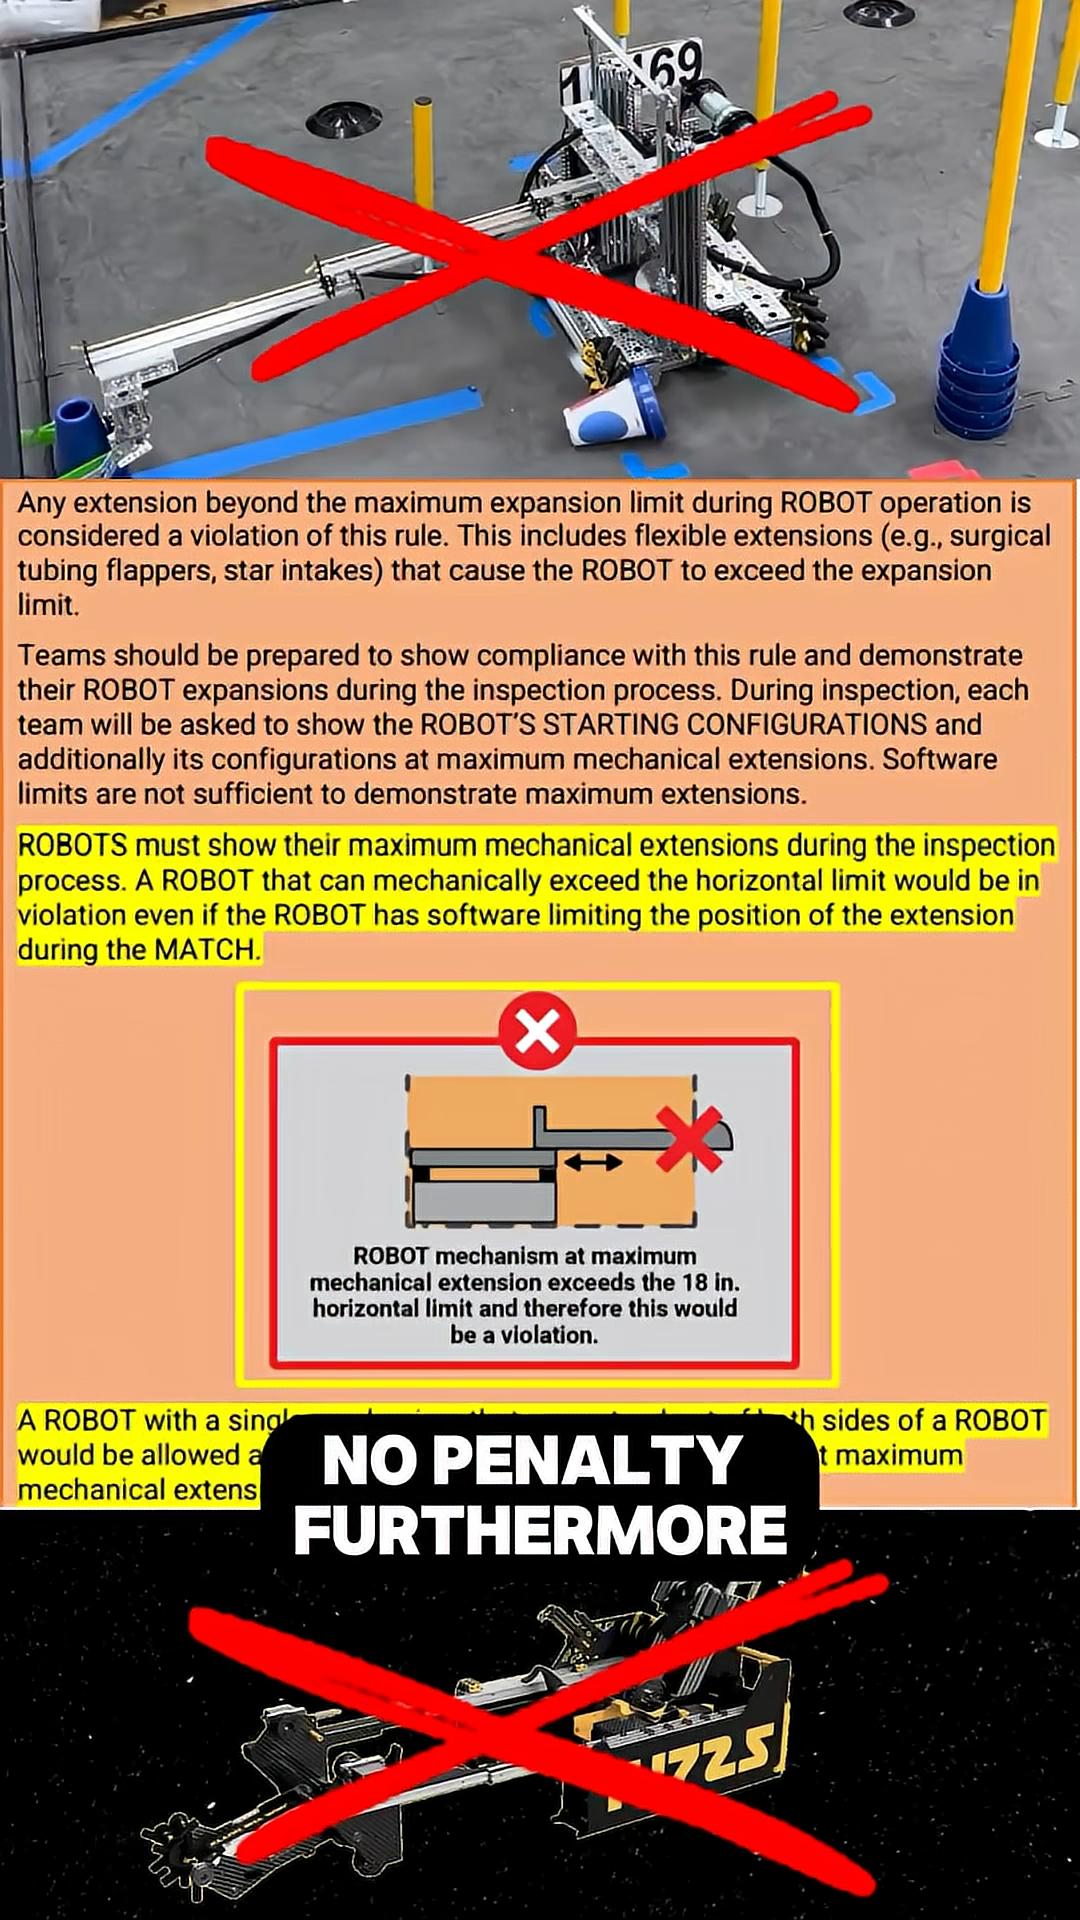 169
Any extension beyond the maximum expansion limit during ROBOT operation is
considered a violation of this rule. This includes flexible extensions (e.g., surgical
tubing flappers, star intakes) that cause the ROBOT to exceed the expansion
limit.
Teams should be prepared to show compliance with this rule and demonstrate
their ROBOT expansions during the inspection process. During inspection, each
team will be asked to show the ROBOT'S STARTING CONFIGURATIONS and
additionally its configurations at maximum mechanical extensions. Software
limits are not sufficient to demonstrate maximum extensions.
ROBOTS must show their maximum mechanical extensions during the inspection
process. A ROBOT that can mechanically exceed the horizontal limit would be in
violation even if the ROBOT has software limiting the position of the extension
during the MATCH.
ROBOT mechanism at maximum
mechanical extension exceeds the 18 in.
horizontal limit and therefore this would
be a violation.
A ROBOT with a sides of a ROBOT
would be allowed maximum
mechanical
NO PENALTY
FURTHERMORE